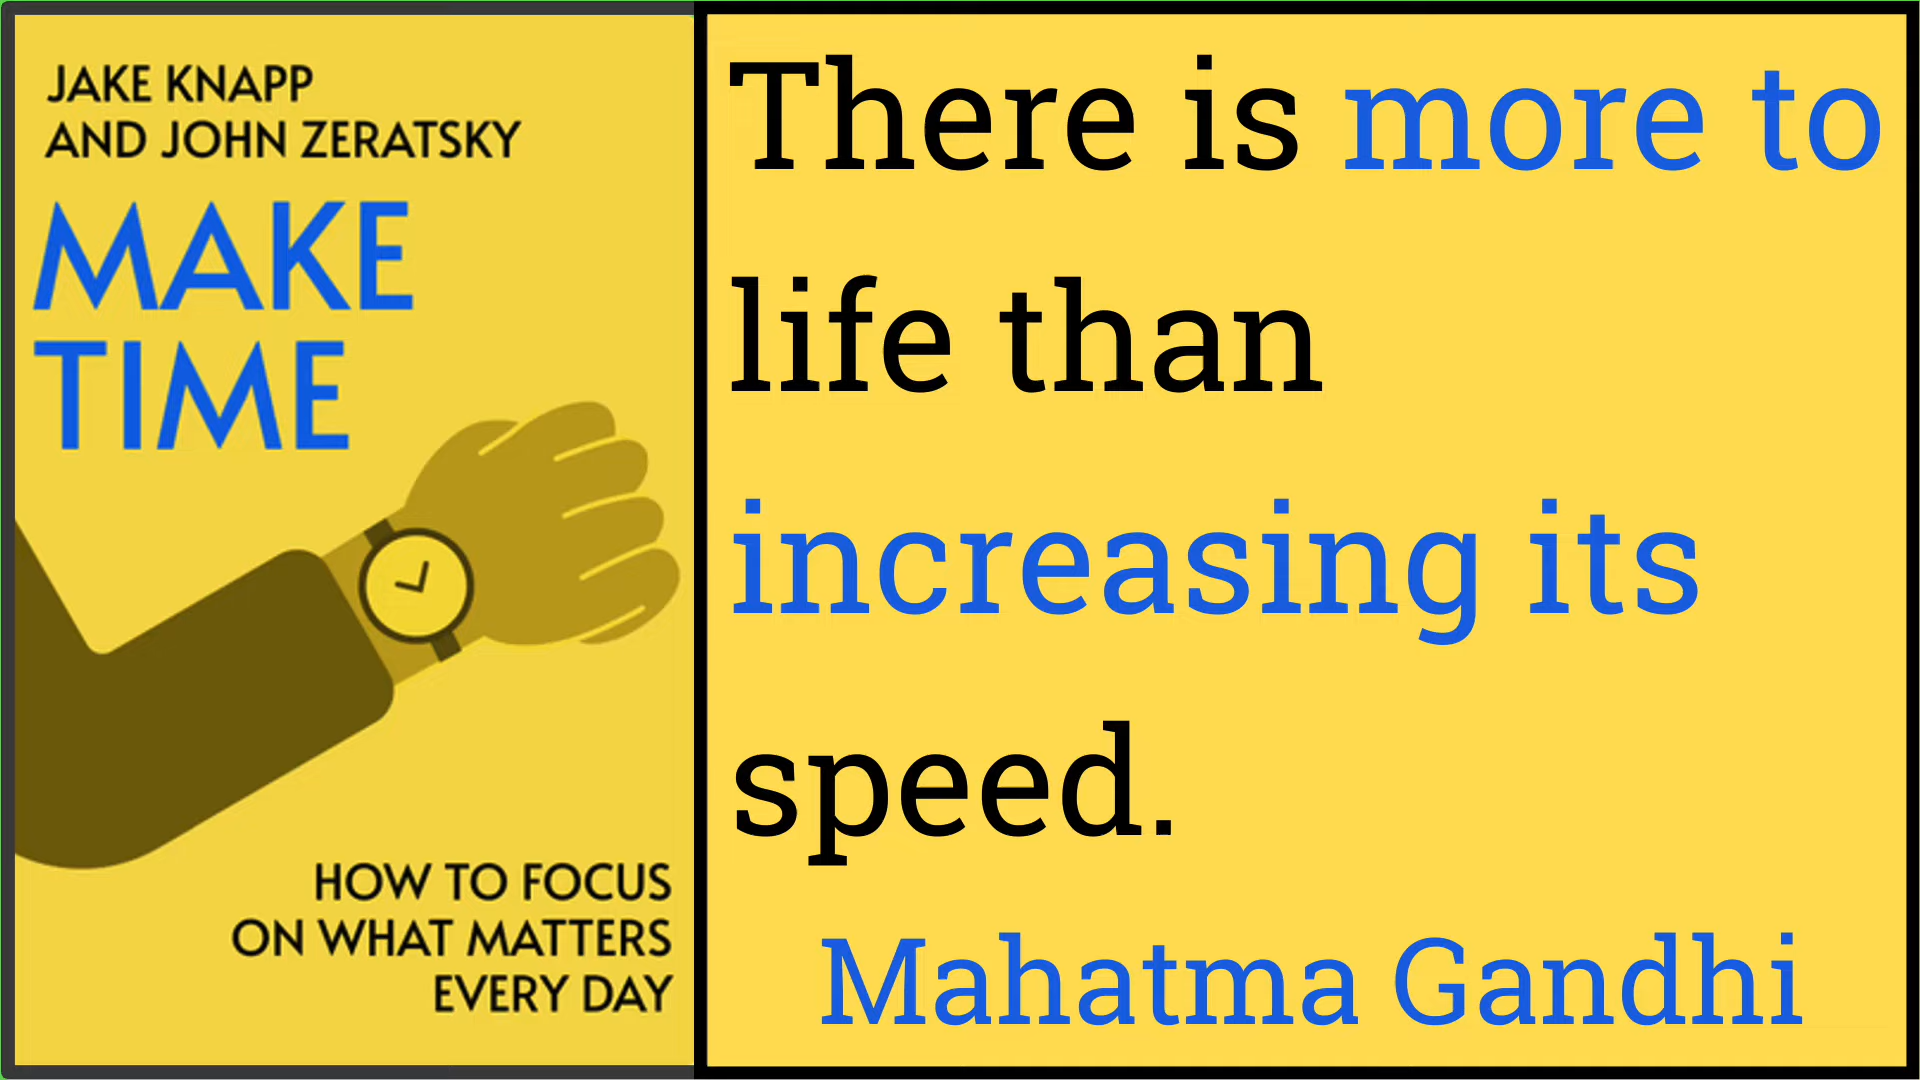 JAKE KNAPP
AND JOHN ZERATSKY
MAKE
TIME
HOW TO FOCUS
ON WHAT MATTERS
EVERY DAY
There is more to
life than
increasing its
speed.
Mahatma Gandhi